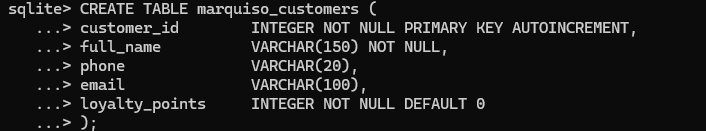 sqlite> CREATE TABLE marquiso_customers (
   ...> customer_id       INTEGER NOT NULL PRIMARY KEY AUTOINCREMENT,
   ...> full_name         VARCHAR(150) NOT NULL,
   ...> phone             VARCHAR(20),
   ...> email             VARCHAR(100),
   ...> loyalty_points    INTEGER NOT NULL DEFAULT 0
   ...> );